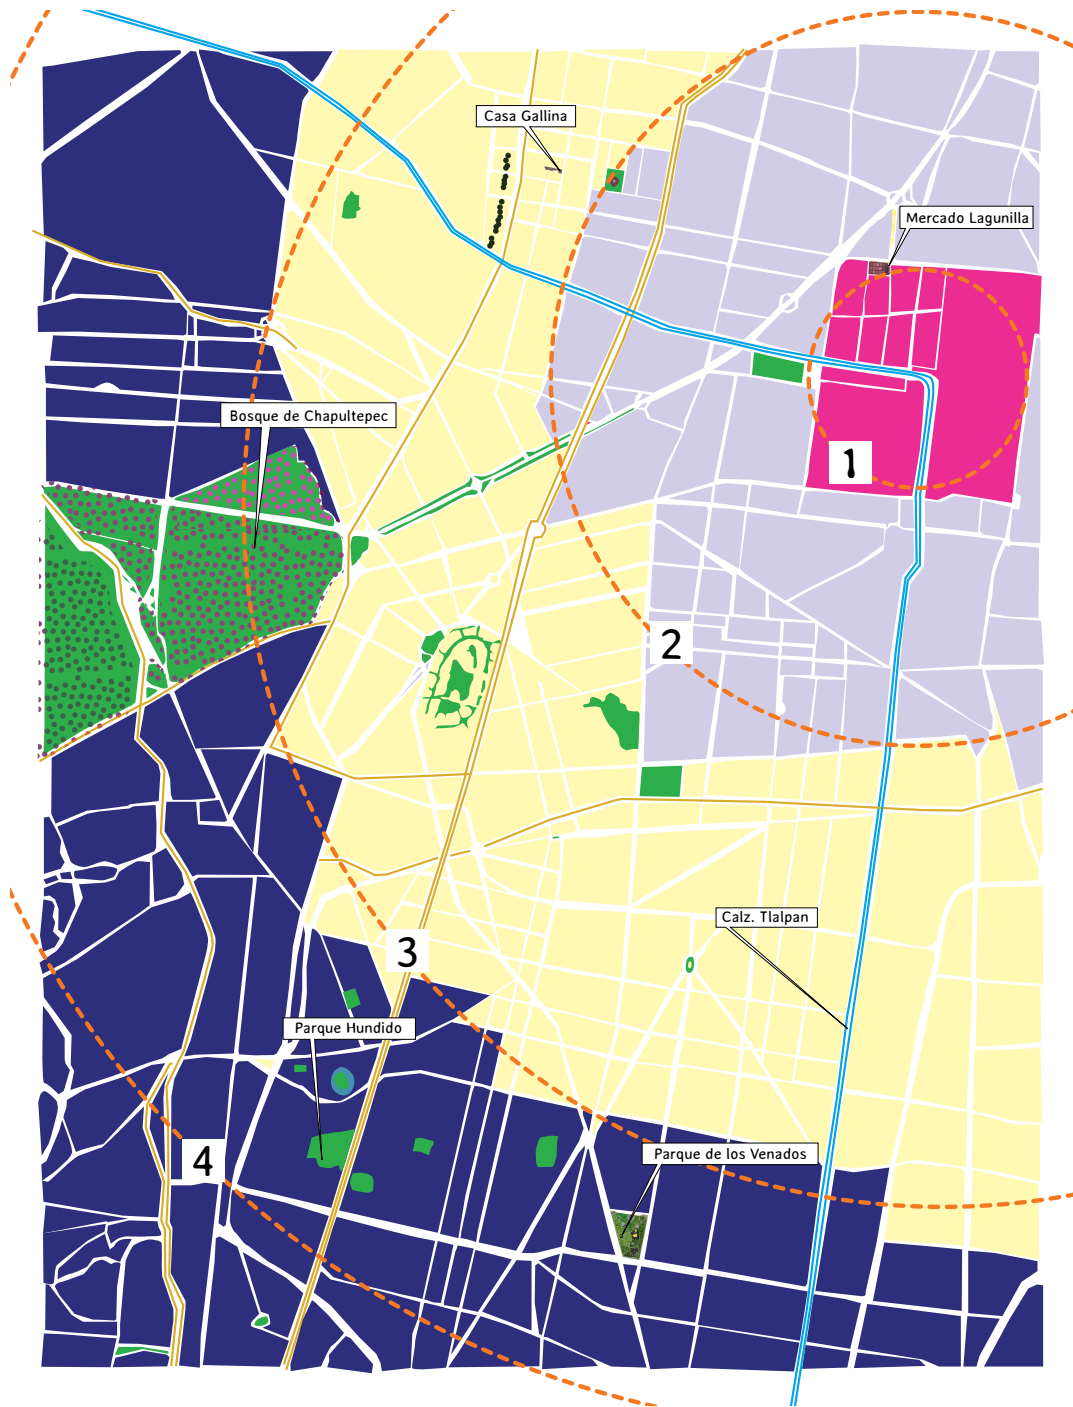 Casa Gallina
Mercado Lagunilla
Bosque de Chapultepec
1
2
Calz. Tlalpan
3
Parque Hundido
4
Parque de los Venados